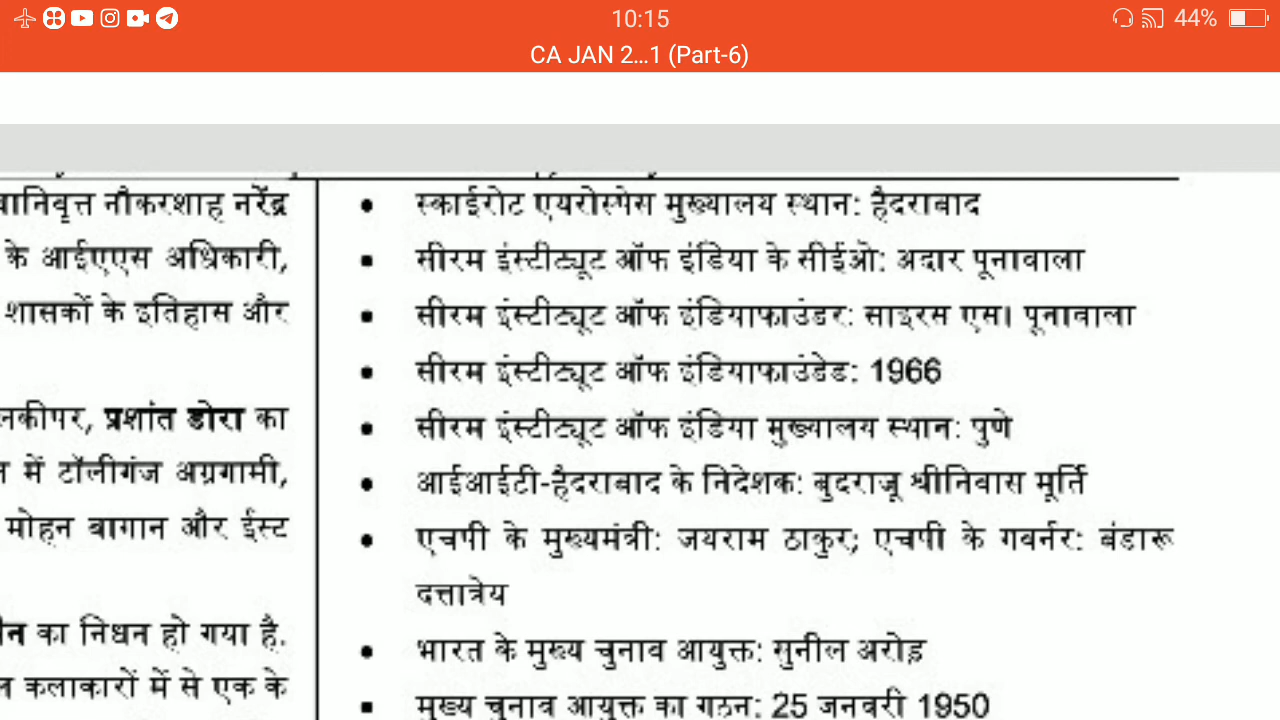 10:15
44%
CA JAN 2...1 (Part-6)
नौकरशाह नरेंद्र
के आईएएस अधिकारी,
शासकों के इतिहास और
प्रशांत डोरा का
में टॉलीगंज अग्रगामी,
मोहन बागान और ईस्ट
का निधन हो गया है.
कलाकारों में से एक के
• स्काईरोट एयरोस्पेस मुख्यालय स्थान: हैदराबाद
▪ सीरम इंस्टीट्यूट ऑफ इंडिया के सीईओ: अदार पूनावाला
▪ सीरम इंस्टीट्यूट ऑफ इंडियाफाउंडर: साइरस एस। पूनावाला
▪ सीरम इंस्टीट्यूट ऑफ इंडियाफाउंडेड: 1966
• सीरम इंस्टीट्यूट ऑफ इंडिया मुख्यालय स्थान: पुणे
• आईआईटी-हैदराबाद के निदेशक: बुदराजू श्रीनिवास मूर्ति
• एचपी के मुख्यमंत्री: जयराम ठाकुर; एचपी के गवर्नर: बंडारू
दत्तात्रेय
• भारत के मुख्य चुनाव आयुक्त: सुनील अरोड़
▪ मुख्य चुनाव आयुक्त का गठन: 25 जनवरी 1950